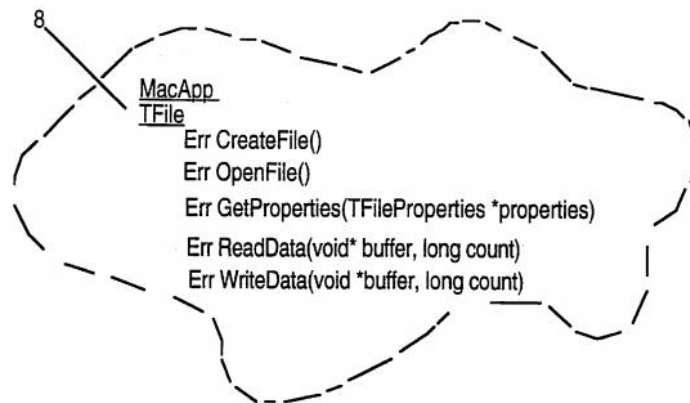 8
MacApp
TFile
Err CreateFile()
Err OpenFile()
Err GetProperties(TFileProperties *properties)
Err ReadData(void* buffer, long count)
Err WriteData(void *buffer, long count)